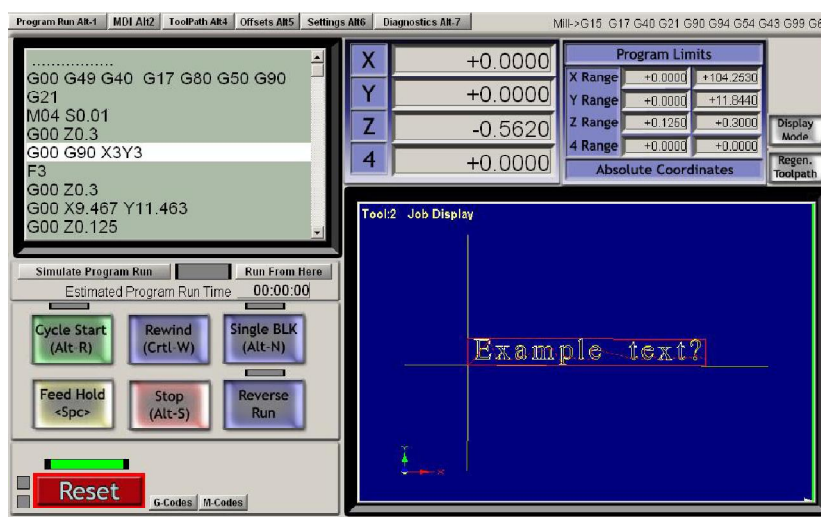 Program Run Alt-1 MDI Alt2 ToolPath Alt4 Offsets Alt5 Settings Alt6 Diagnostics Alt-7 Mill->G15 G17 G40 G21 G90 G94 G54 G43 G99 G6
................
G00 G49 G40 G17 G80 G50 G90
G21
M04 S0.01
G00 Z0.3
G00 G90 X3Y3
F3
G00 Z0.3
G00 X9.467 Y11.463
G00 Z0.125
X +0.0000
Y +0.0000
Z -0.5620
4 +0.0000
Program Limits
X Range +0.0000 +104.2530
Y Range +0.0000 +11.8440
Z Range +0.1250 +0.3000
4 Range +0.0000 +0.0000
Absolute Coordinates
Display
Mode
Regen.
Toolpath
Tool:2 Job Display
Example text?
Simulate Program Run Run From Here
Estimated Program Run Time 00:00:00
Cycle Start
(Alt-R)
Rewind
(Crtl-W)
Single BLK
(Alt-N)
Feed Hold
<Spc>
Stop
(Alt-S)
Reverse
Run
Reset
G-Codes M-Codes